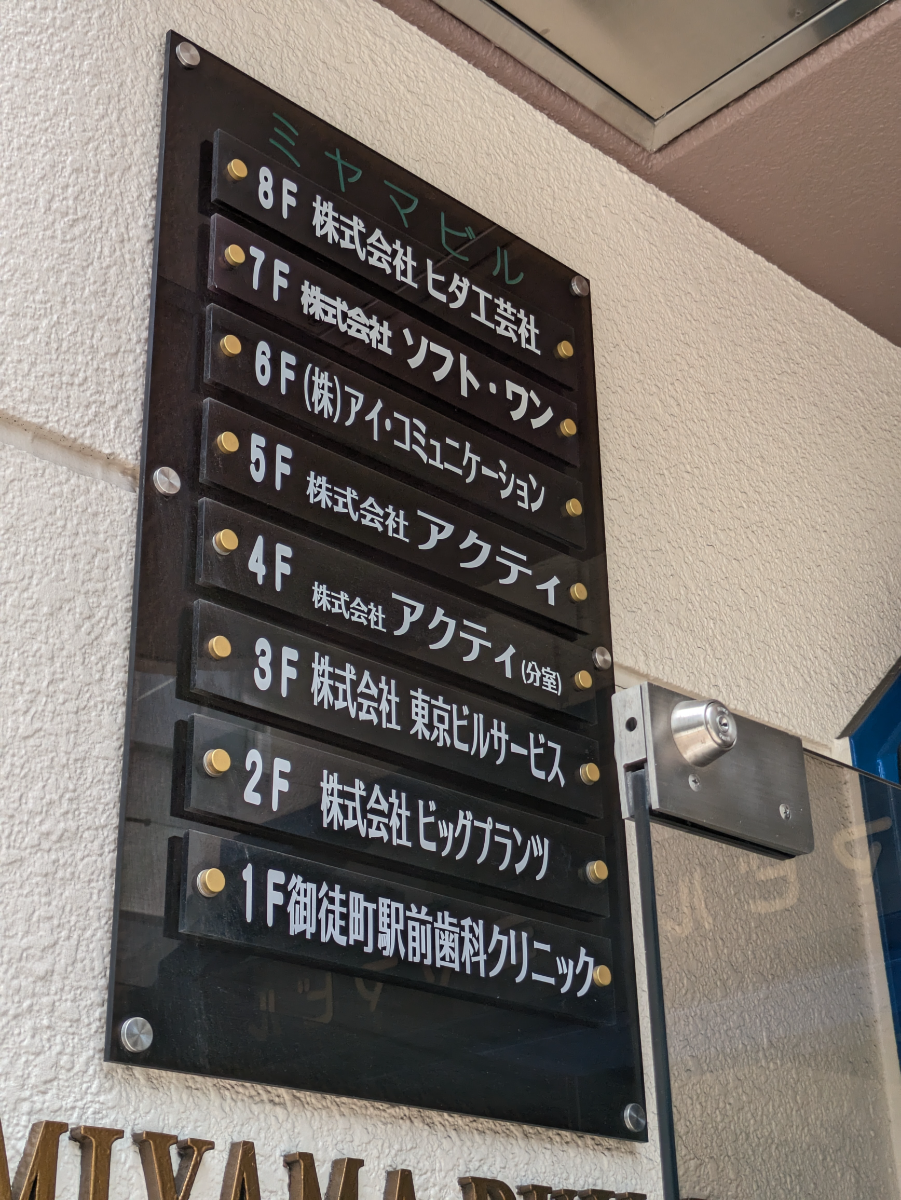 ミヤマビル
8F 株式会社 ヒダ工芸社
7F 株式会社 ソフト・ワン
6F (株)アイ・コミュニケーション
5F 株式会社 アクティ
4F 株式会社 アクティ(分室)
3F 株式会社 東京ビルサービス
2F 株式会社 ビッグプランツ
1F 御徒町駅前歯科クリニック
MIYAMA